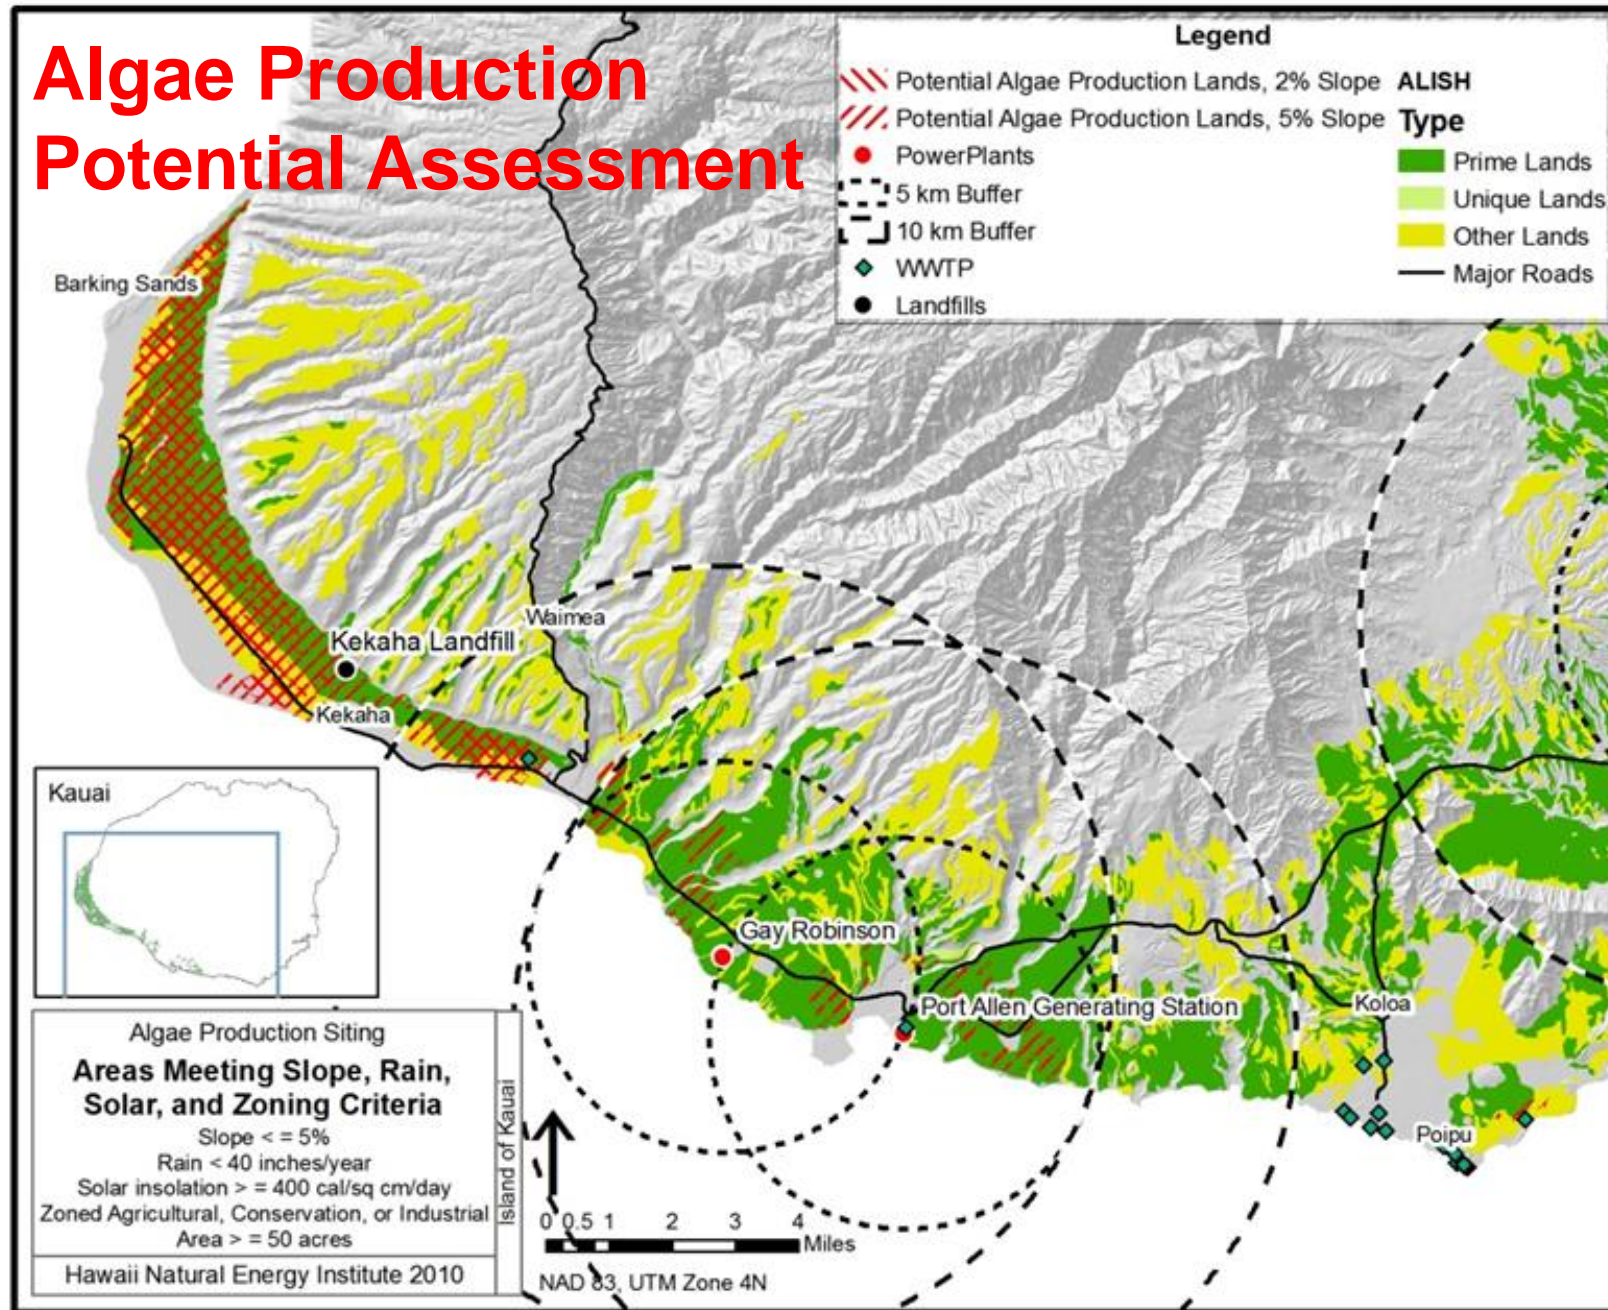 Algae Production
Potential Assessment
Legend
Potential Algae Production Lands, 2% Slope
Potential Algae Production Lands, 5% Slope
PowerPlants
5 km Buffer
10 km Buffer
WWTP
Landfills
ALISH
Type
Prime Lands
Unique Lands
Other Lands
Major Roads
Barking Sands
Waimea
Kekaha Landfill
Kekaha
Gay Robinson
Port Allen Generating Station
Koloa
Poipu
Kauai
Algae Production Siting
Areas Meeting Slope, Rain,
Solar, and Zoning Criteria
Slope < = 5%
Rain < 40 inches/year
Solar insolation > = 400 cal/sq cm/day
Zoned Agricultural, Conservation, or Industrial
Area > = 50 acres
Hawaii Natural Energy Institute 2010
Island of Kauai
0 0.5 1 2 3 4
Miles
NAD 83, UTM Zone 4N